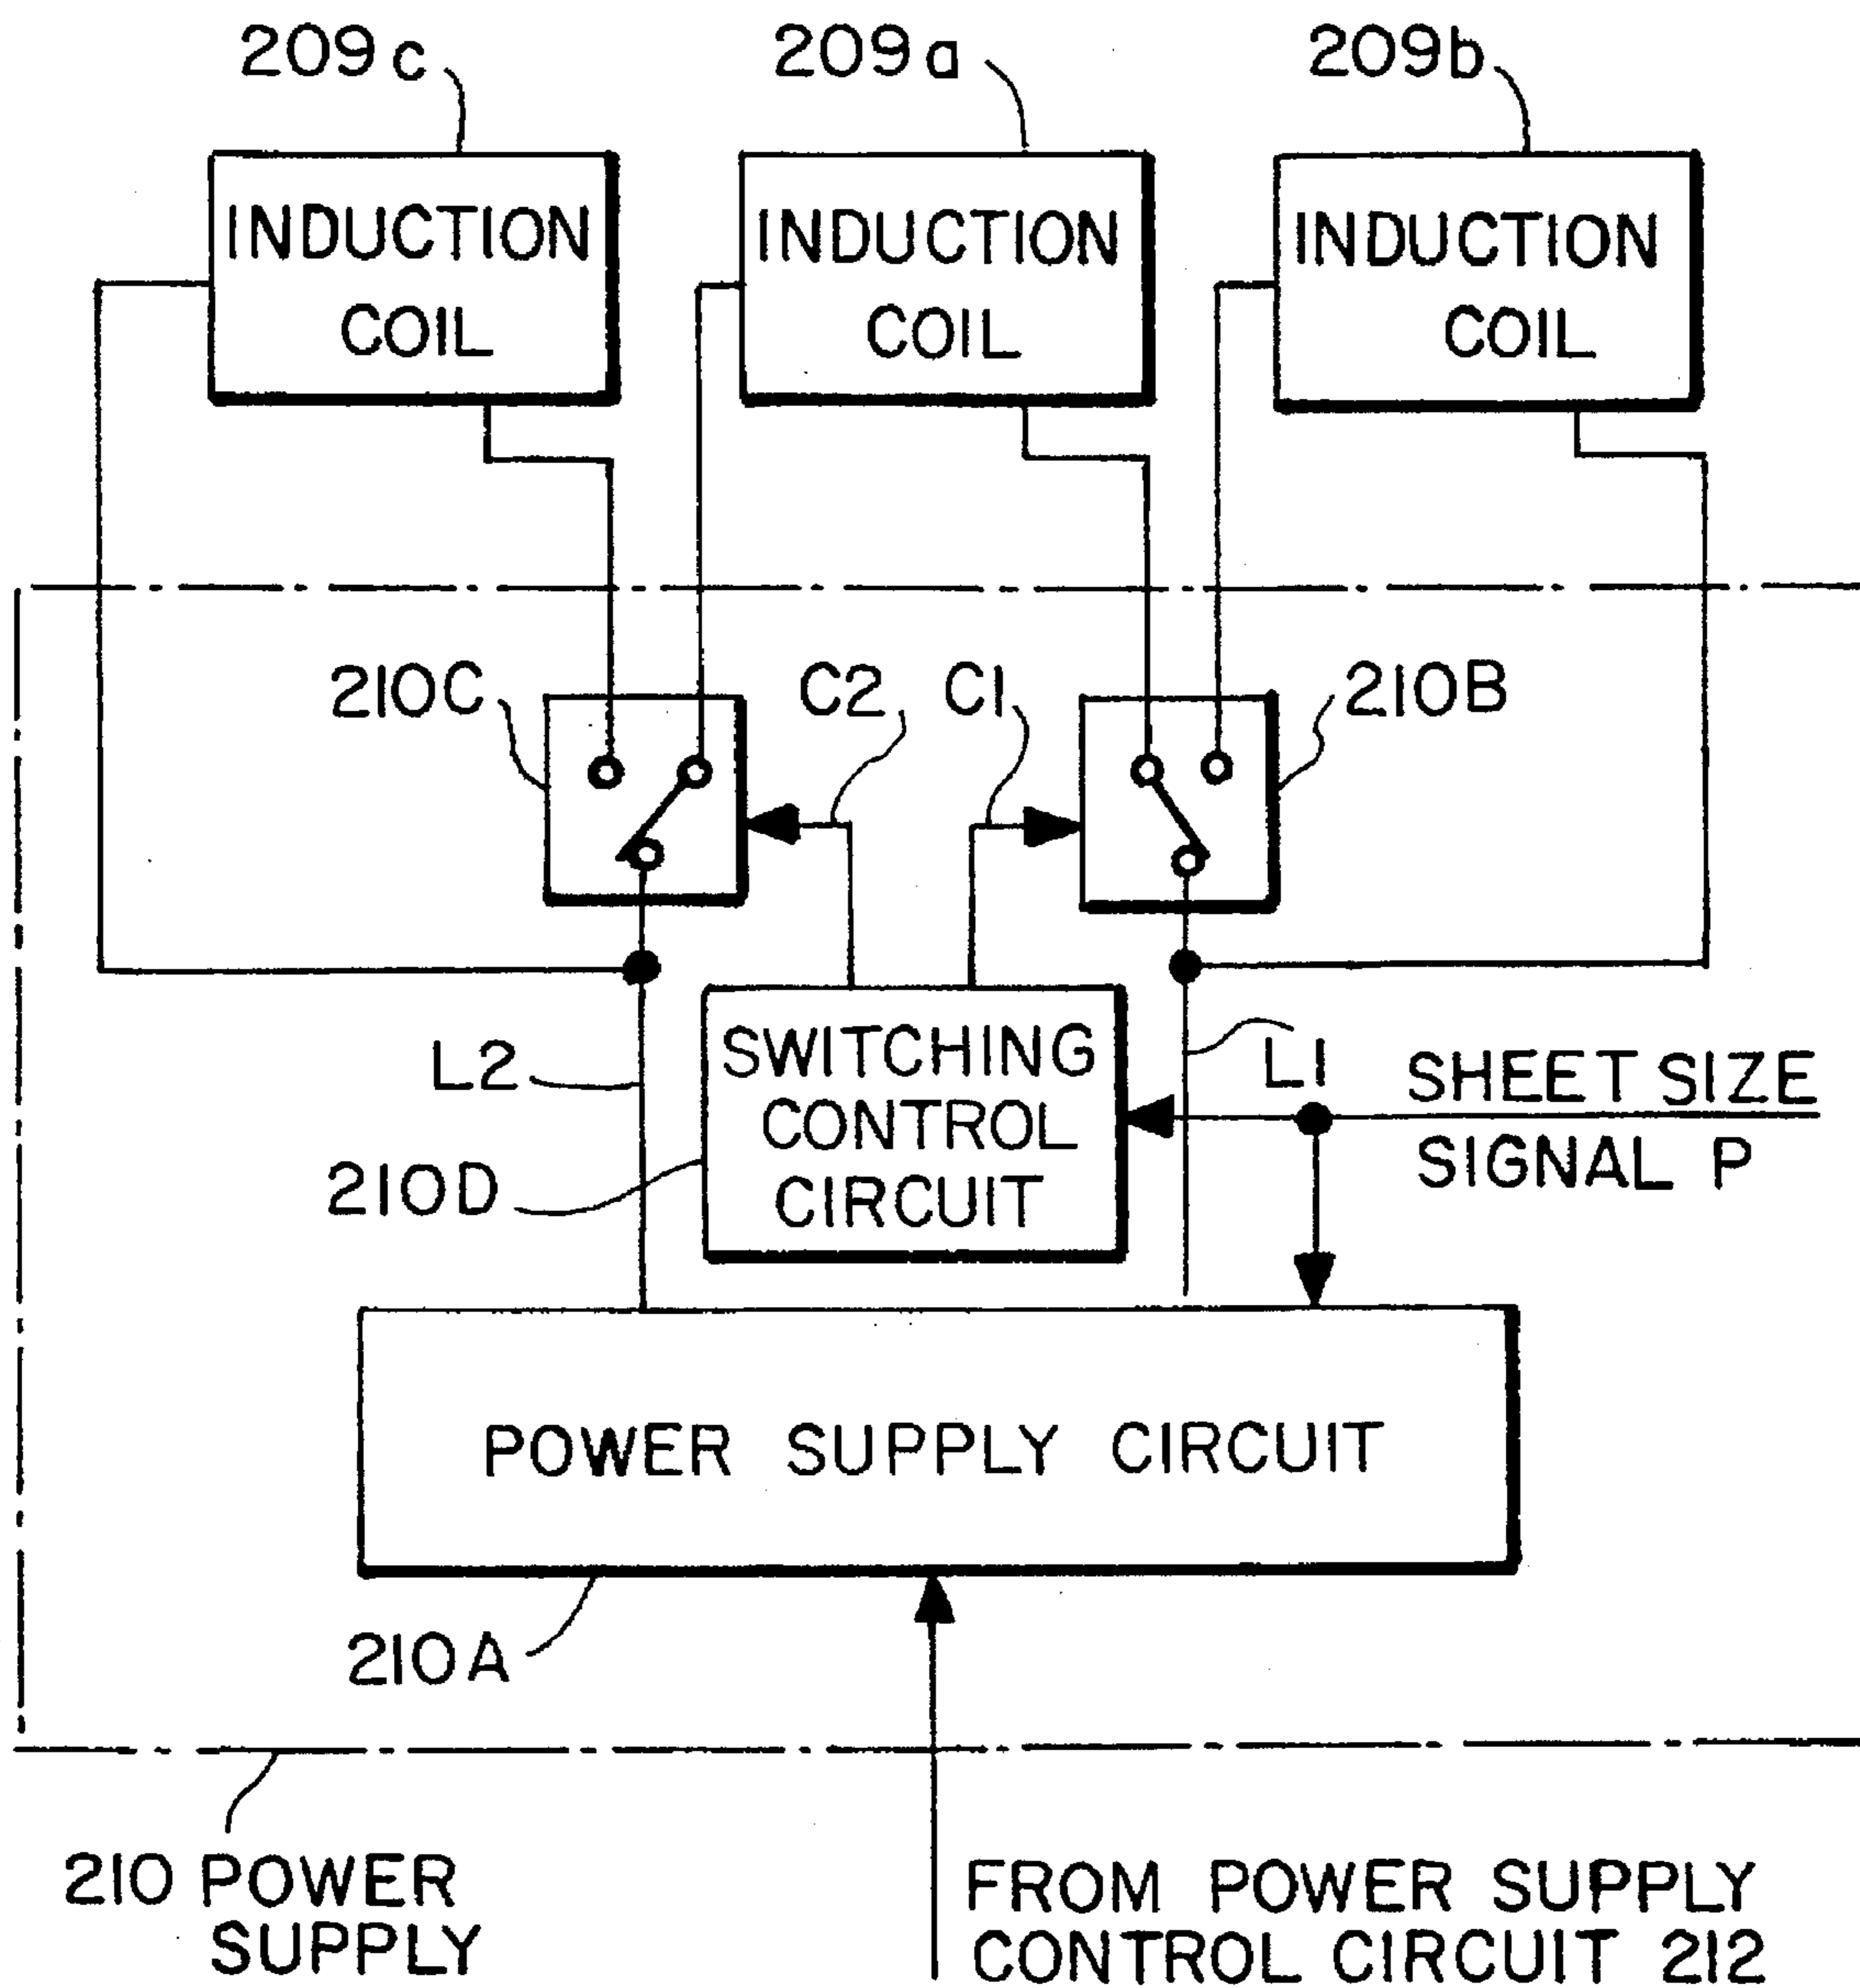 209c
209a
209b
INDUCTION
COIL
INDUCTION
COIL
INDUCTION
COIL
210C
C2
C1
210B
L2
SWITCHING
CONTROL
CIRCUIT
L1
SHEET SIZE
SIGNAL P
210D
POWER SUPPLY CIRCUIT
210A
210 POWER
SUPPLY
FROM POWER SUPPLY
CONTROL CIRCUIT 212